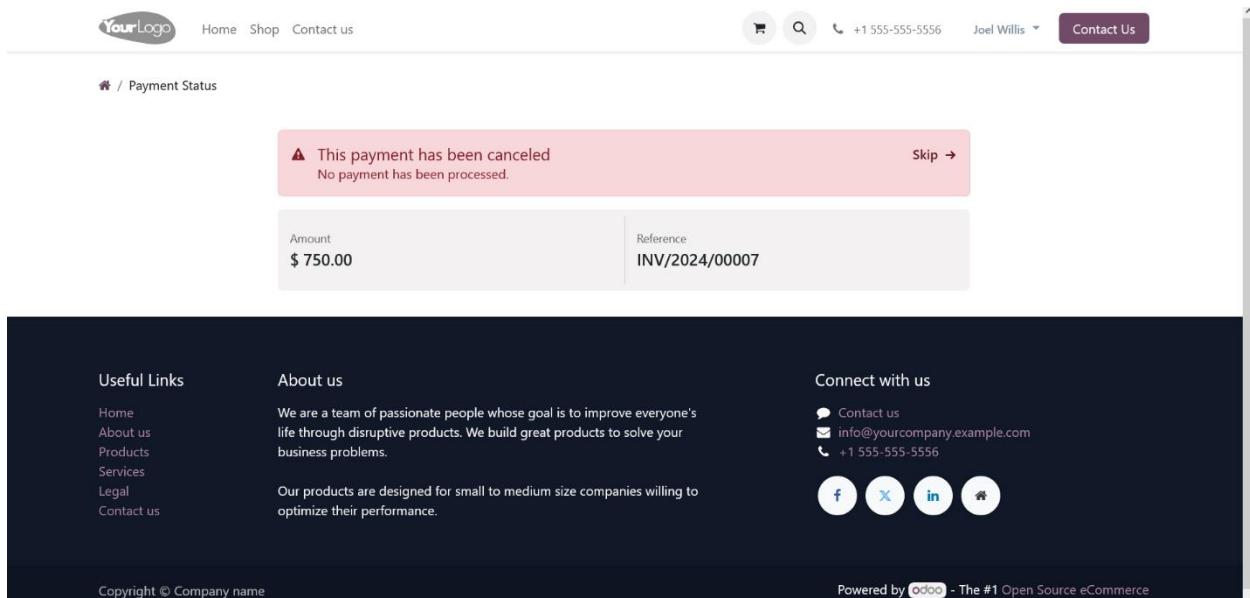 YourLogo
Home Shop Contact us
+1 555-555-5556
Joel Willis
Contact Us
/ Payment Status
This payment has been canceled
Skip →
No payment has been processed.
Amount
$ 750.00
Reference
INV/2024/00007
Useful Links
Home
About us
Products
Services
Legal
Contact us
About us
We are a team of passionate people whose goal is to improve everyone's
life through disruptive products. We build great products to solve your
business problems.
Our products are designed for small to medium size companies willing to
optimize their performance.
Connect with us
Contact us
info@yourcompany.example.com
+1 555-555-5556
Copyright © Company name
Powered by odoo - The #1 Open Source eCommerce